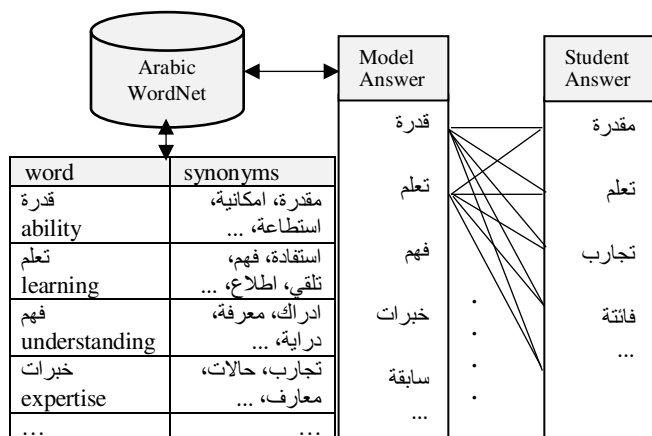 Arabic
WordNet
Model
Answer
Student
Answer
word synonyms
قدرة مقدرة، امكانية،
ability استطاعة، ...
تعلم استفادة، فهم،
learning تلقي، اطلاع، ...
فهم ادراك، معرفة،
understanding دراية، ...
خبرات تجارب، حالات،
expertise معارف، ...
... ...
قدرة
تعلم
فهم
خبرات
سابقة
...
مقدرة
تعلم
تجارب
فائتة
...